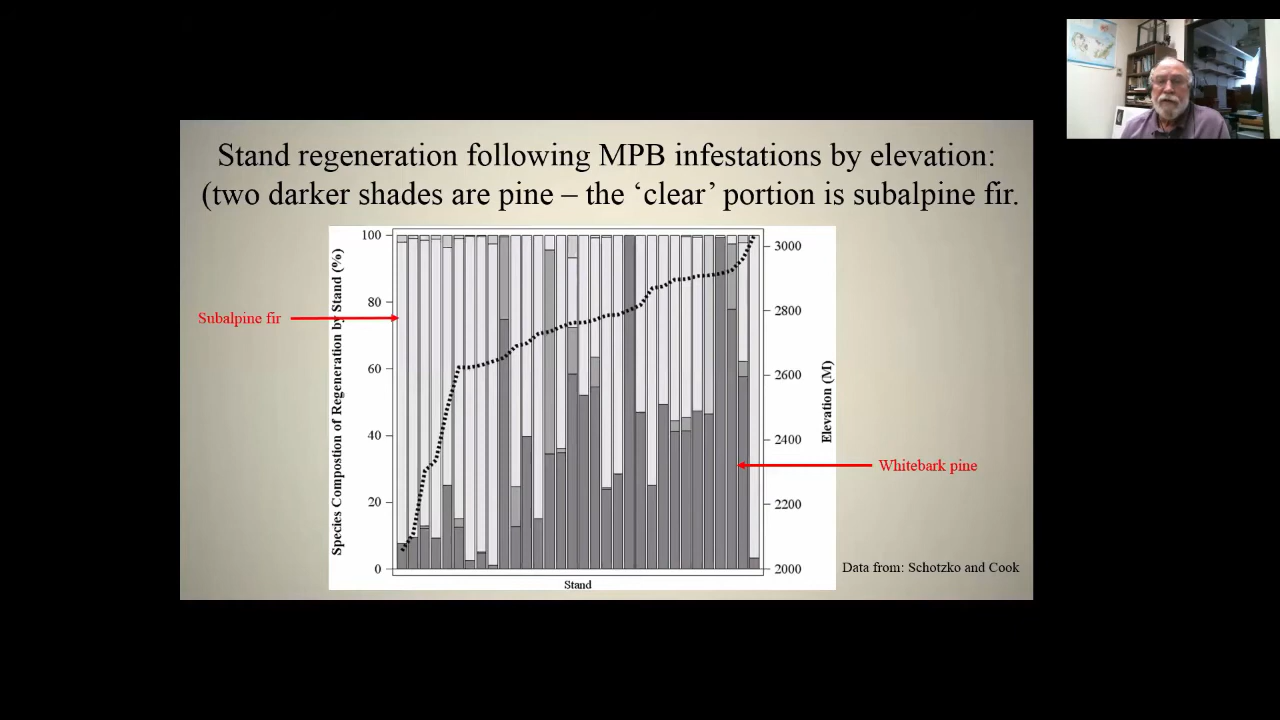 Stand regeneration following MPB infestations by elevation:
(two darker shades are pine – the ‘clear’ portion is subalpine fir.
Species Compostion of Regeneration by Stand (%)
100
80
60
40
20
0
Subalpine fir
3000
2800
2600
2400
2200
2000
Elevation (M)
Whitebark pine
Stand
Data from: Schotzko and Cook